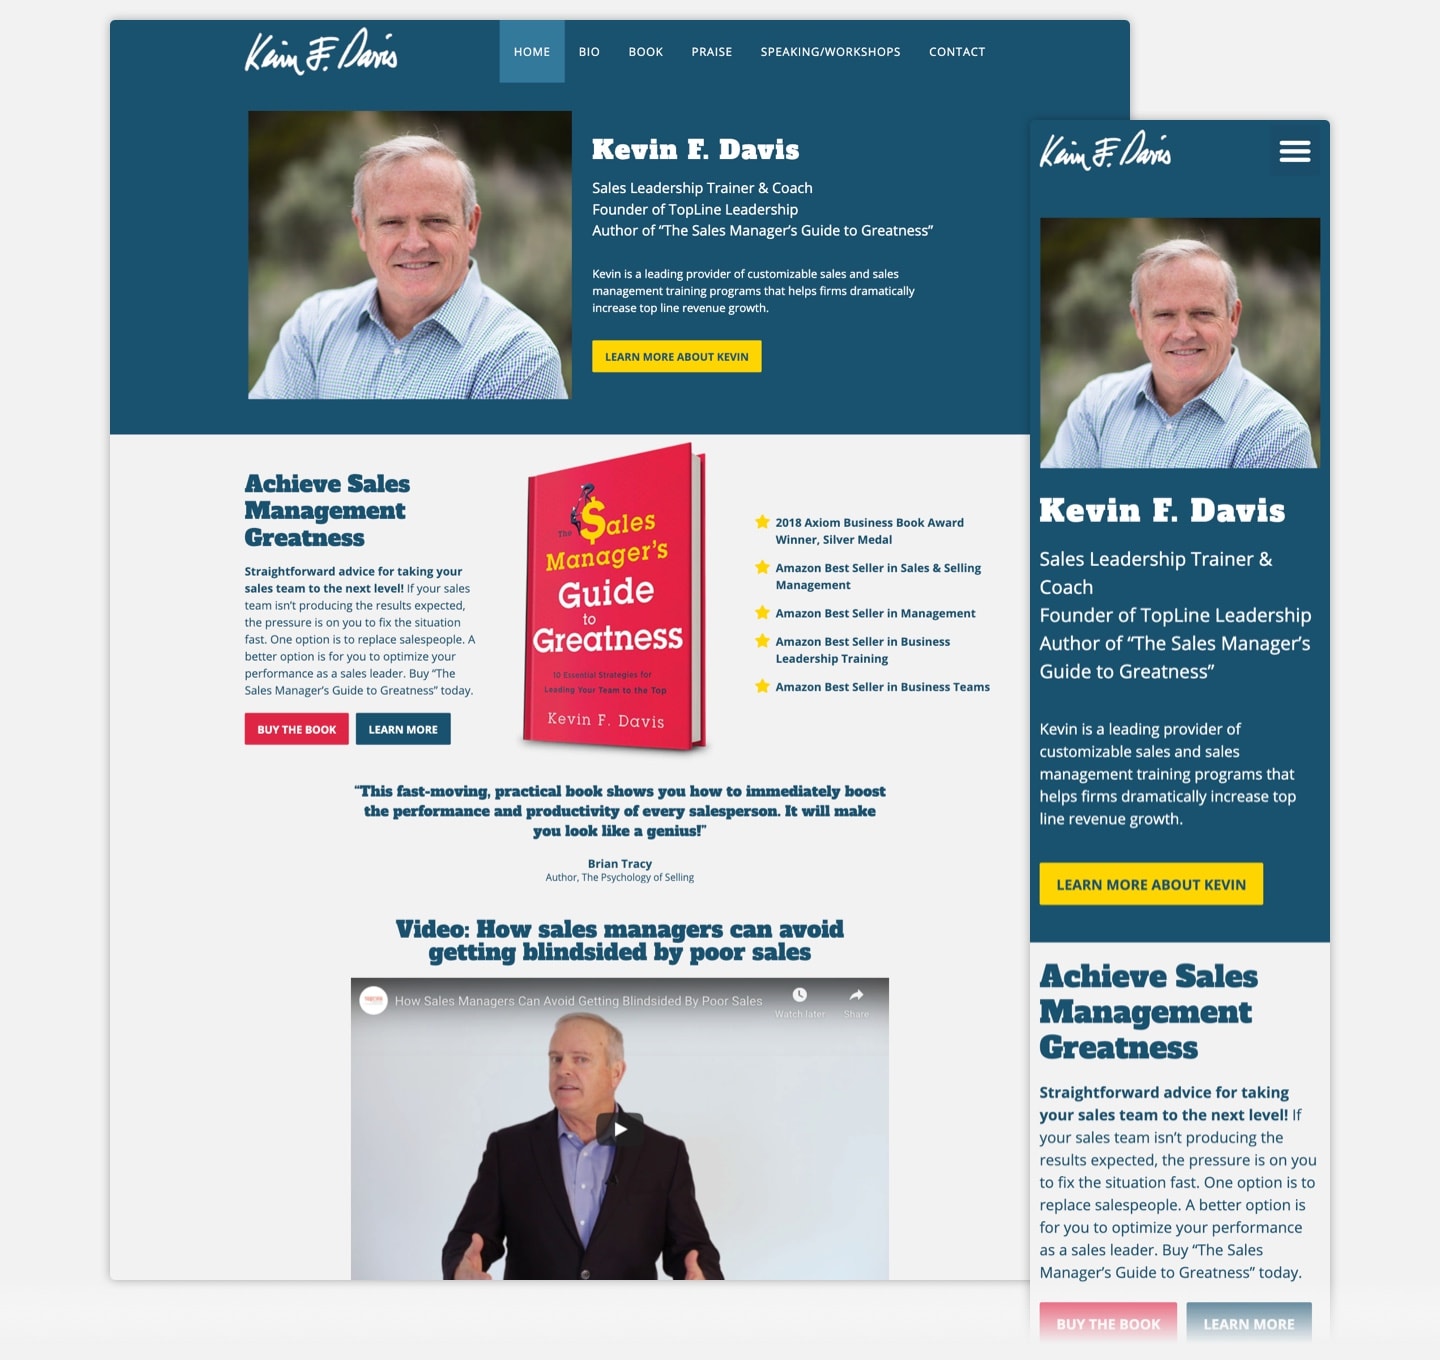 Kevin F. Davis
HOME BIO BOOK PRAISE SPEAKING/WORKSHOPS CONTACT
Kevin F. Davis
Sales Leadership Trainer & Coach
Founder of TopLine Leadership
Author of “The Sales Manager’s Guide to Greatness”
Kevin is a leading provider of customizable sales and sales
management training programs that helps firms dramatically
increase top line revenue growth.
LEARN MORE ABOUT KEVIN
Achieve Sales
Management
Greatness
Straightforward advice for taking your
sales team to the next level! If your sales
team isn’t producing the results expected,
the pressure is on you to fix the situation
fast. One option is to replace salespeople. A
better option is for you to optimize your
performance as a sales leader. Buy “The
Sales Manager’s Guide to Greatness” today.
BUY THE BOOK LEARN MORE
The $ales
Manager’s
Guide
to
Greatness
10 Essential Strategies for
Leading Your Team to the Top
Kevin F. Davis
2018 Axiom Business Book Award
Winner, Silver Medal
Amazon Best Seller in Sales & Selling
Management
Amazon Best Seller in Management
Amazon Best Seller in Business
Leadership Training
Amazon Best Seller in Business Teams
“This fast-moving, practical book shows you how to immediately boost
the performance and productivity of every salesperson. It will make
you look like a genius!”
Brian Tracy
Author, The Psychology of Selling
Video: How sales managers can avoid
getting blindsided by poor sales
How Sales Managers Can Avoid Getting Blindsided By Poor Sales
Watch later Share
Kevin F. Davis
Kevin F. Davis
Sales Leadership Trainer &
Coach
Founder of TopLine Leadership
Author of “The Sales Manager’s
Guide to Greatness”
Kevin is a leading provider of
customizable sales and sales
management training programs that
helps firms dramatically increase top
line revenue growth.
LEARN MORE ABOUT KEVIN
Achieve Sales
Management
Greatness
Straightforward advice for taking
your sales team to the next level! If
your sales team isn’t producing the
results expected, the pressure is on you
to fix the situation fast. One option is to
replace salespeople. A better option is
for you to optimize your performance
as a sales leader. Buy “The Sales
Manager’s Guide to Greatness” today.
BUY THE BOOK LEARN MORE